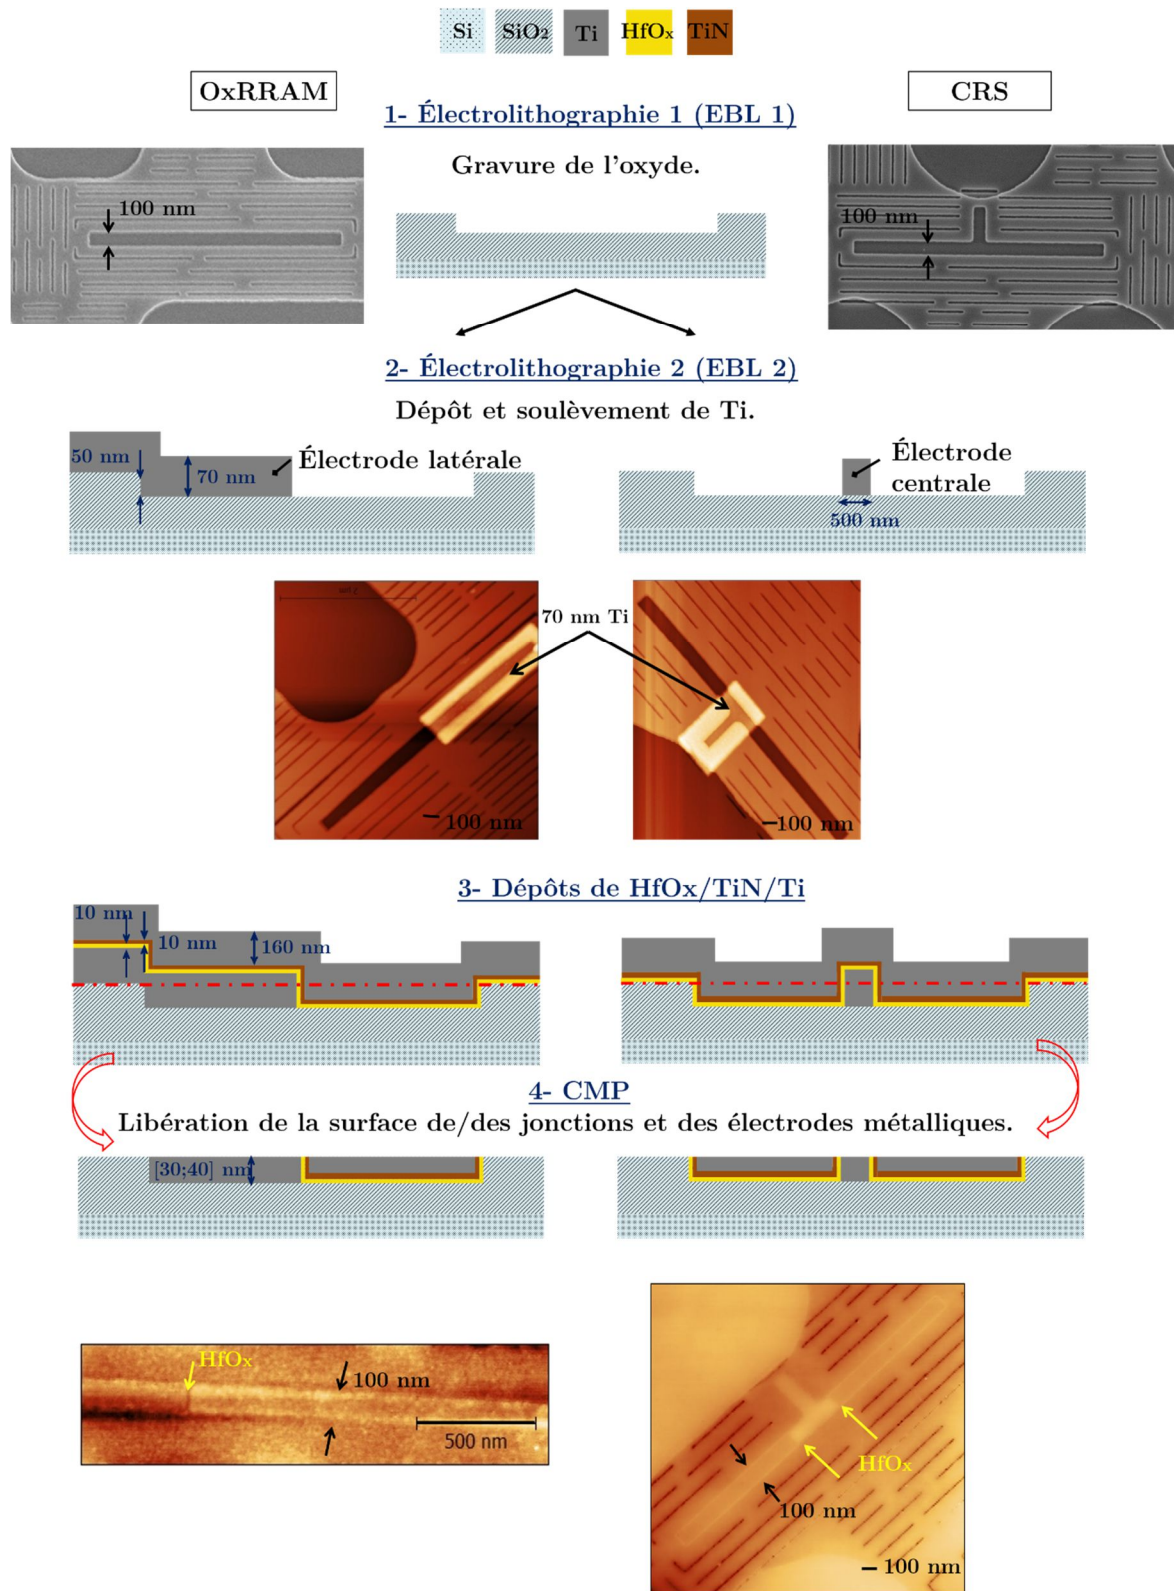 Si SiO₂ Ti HfOₓ TiN
OxRRAM
CRS
1- Électrolithographie 1 (EBL 1)
Gravure de l'oxyde.
100 nm
100 nm
2- Électrolithographie 2 (EBL 2)
Dépôt et soulèvement de Ti.
50 nm
70 nm
Électrode latérale
Électrode
centrale
500 nm
70 nm Ti
100 nm
100 nm
3- Dépôts de HfOx/TiN/Ti
10 nm
10 nm
160 nm
4- CMP
Libération de la surface de/des jonctions et des électrodes métalliques.
[30;40] nm
HfOₓ
100 nm
500 nm
HfOₓ
100 nm
100 nm